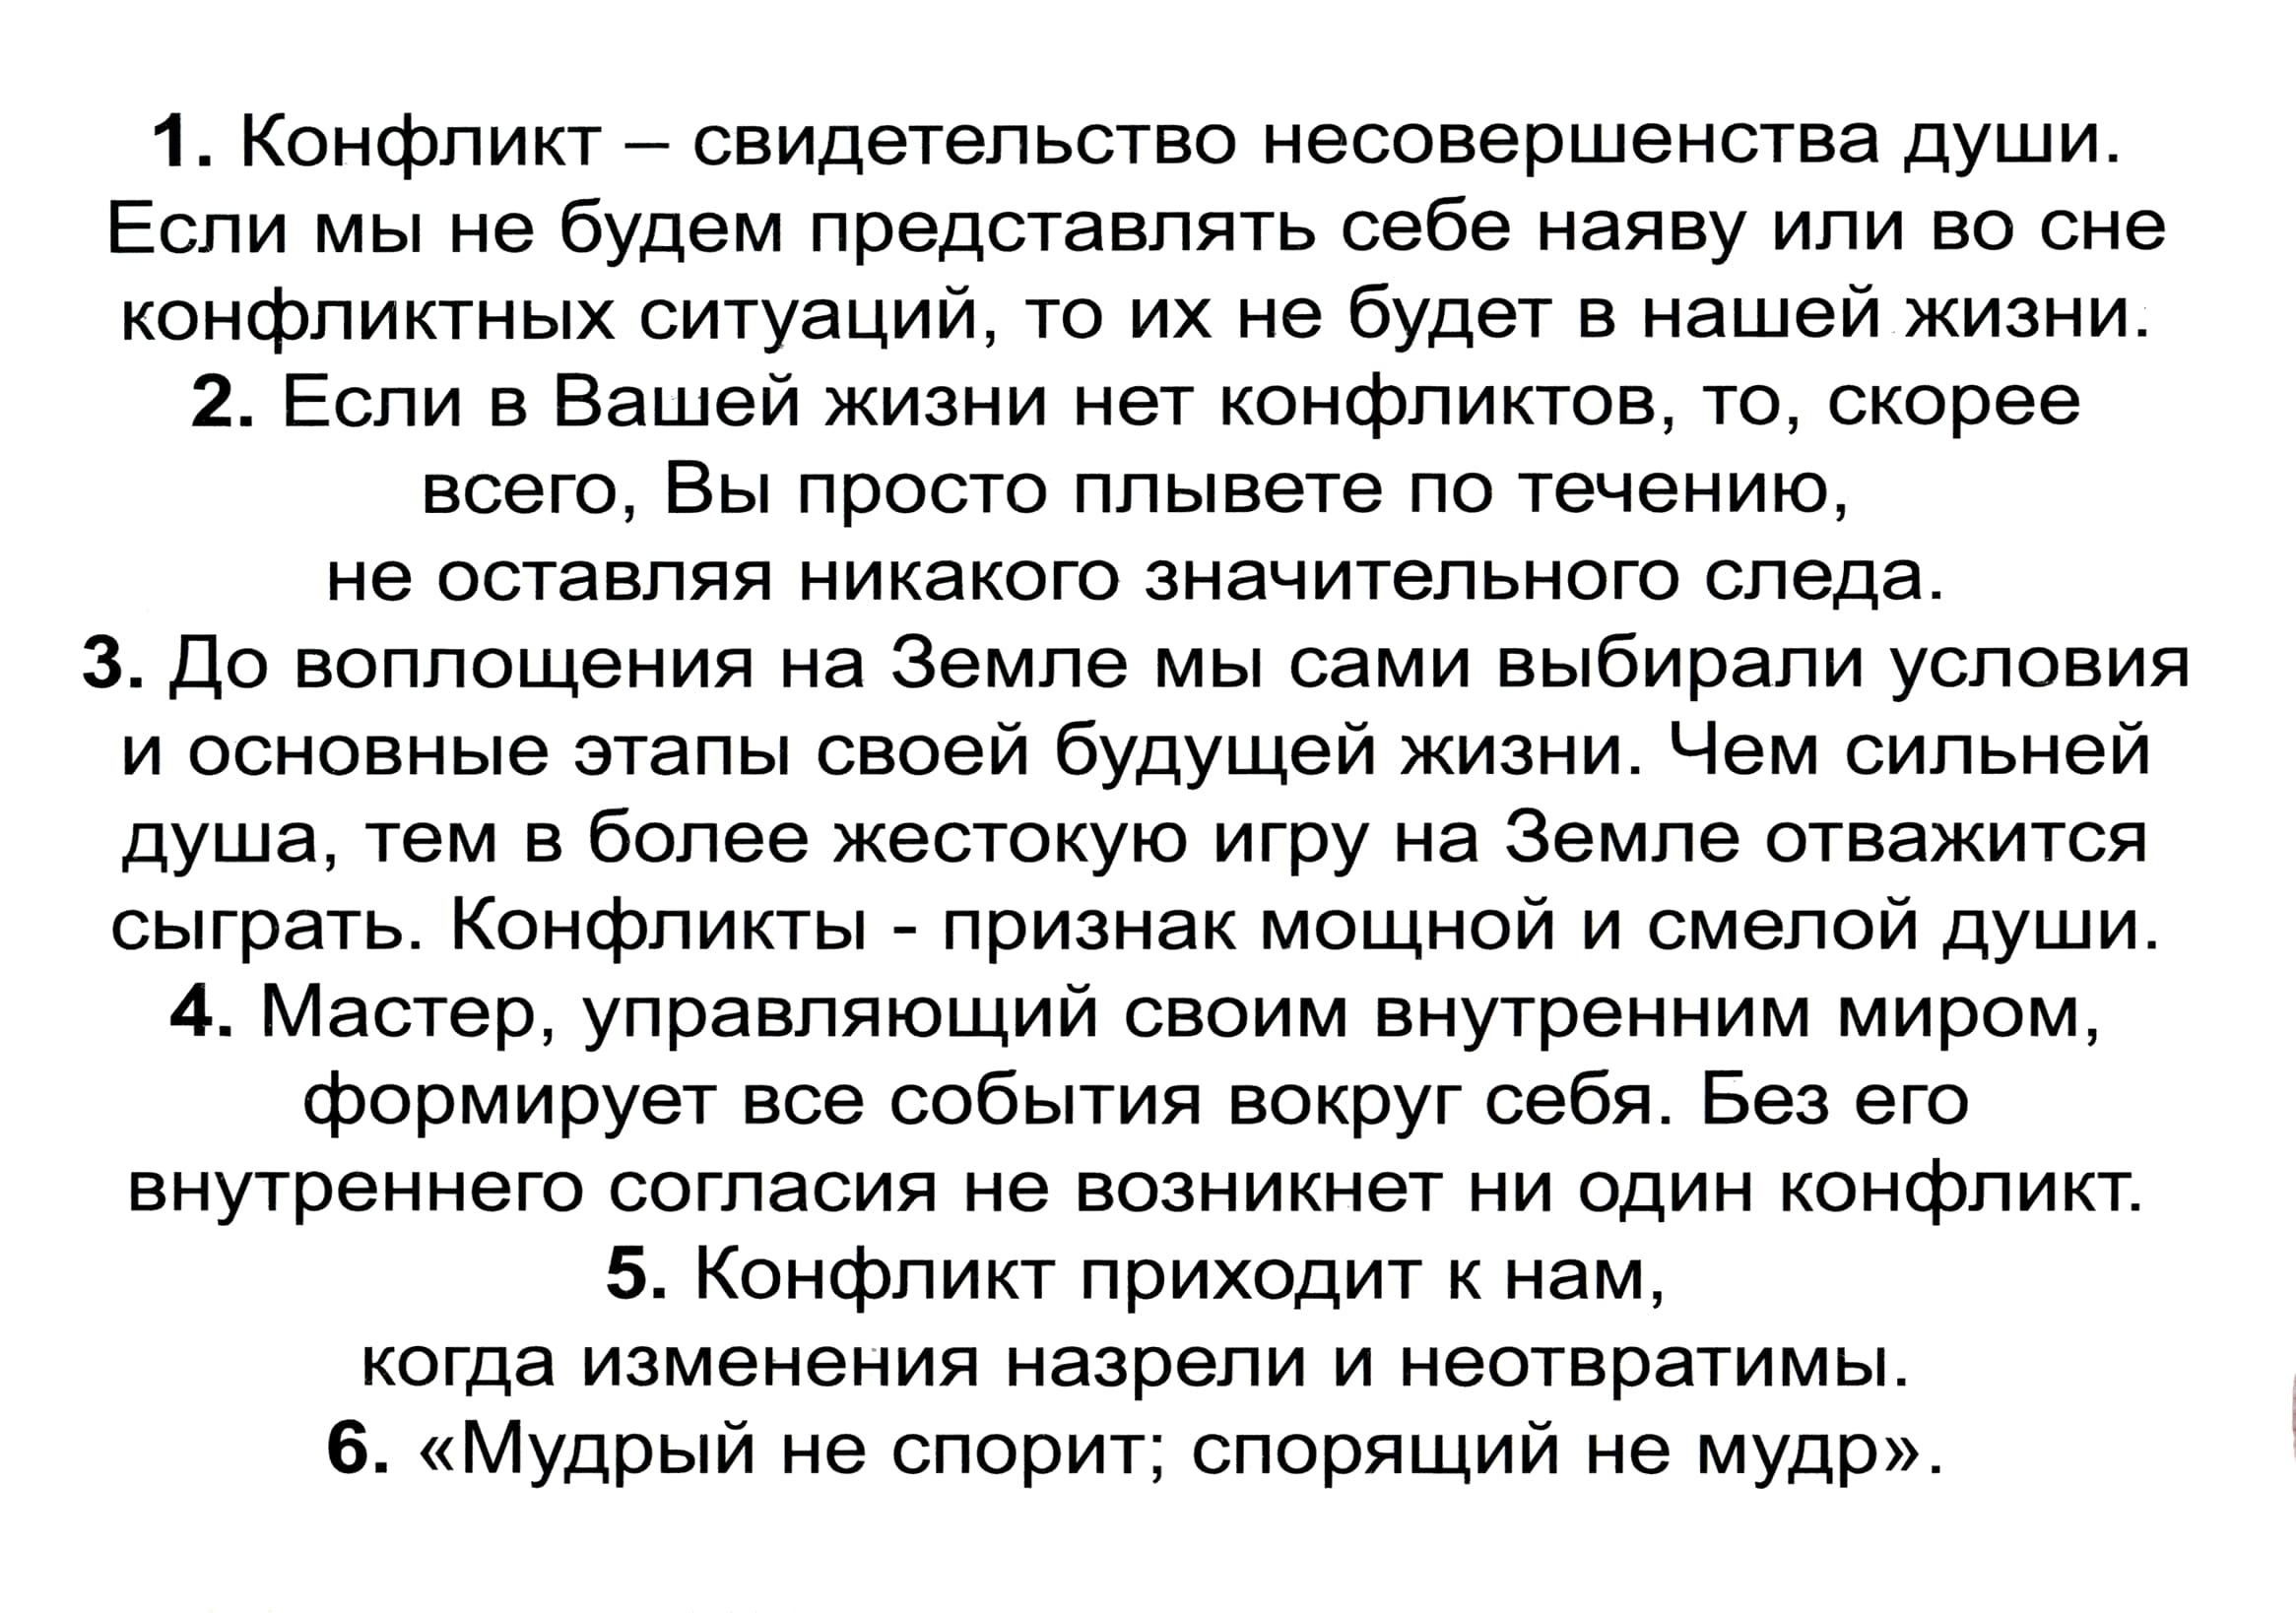 1. Конфликт – свидетельство несовершенства души.
Если мы не будем представлять себе наяву или во сне
конфликтных ситуаций, то их не будет в нашей жизни.
2. Если в Вашей жизни нет конфликтов, то, скорее
всего, Вы просто плывете по течению,
не оставляя никакого значительного следа.
3. До воплощения на Земле мы сами выбирали условия
и основные этапы своей будущей жизни. Чем сильней
душа, тем в более жестокую игру на Земле отважится
сыграть. Конфликты - признак мощной и смелой души.
4. Мастер, управляющий своим внутренним миром,
формирует все события вокруг себя. Без его
внутреннего согласия не возникнет ни один конфликт.
5. Конфликт приходит к нам,
когда изменения назрели и неотвратимы.
6. «Мудрый не спорит; спорящий не мудр».